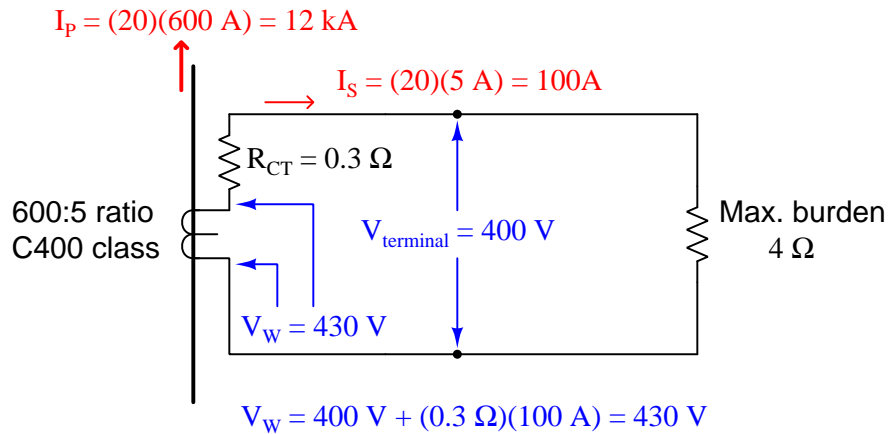 I_P = (20)(600 A) = 12 kA
I_S = (20)(5 A) = 100A
R_CT = 0.3 Ω
600:5 ratio
C400 class
V_terminal = 400 V
Max. burden
4 Ω
V_W = 430 V
V_W = 400 V + (0.3 Ω)(100 A) = 430 V